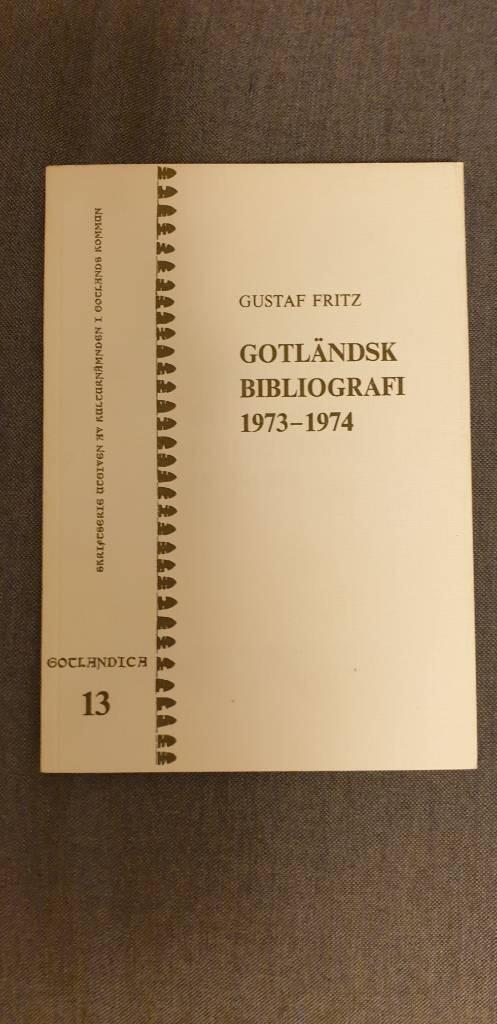 GUSTAF FRITZ
GOTLÄNDSK
BIBLIOGRAFI
1973–1974
SKRIFTSERIE UTGIVEN AV KULTURNÄMNDEN I GOTLANDS KOMMUN
GOTLANDICA
13